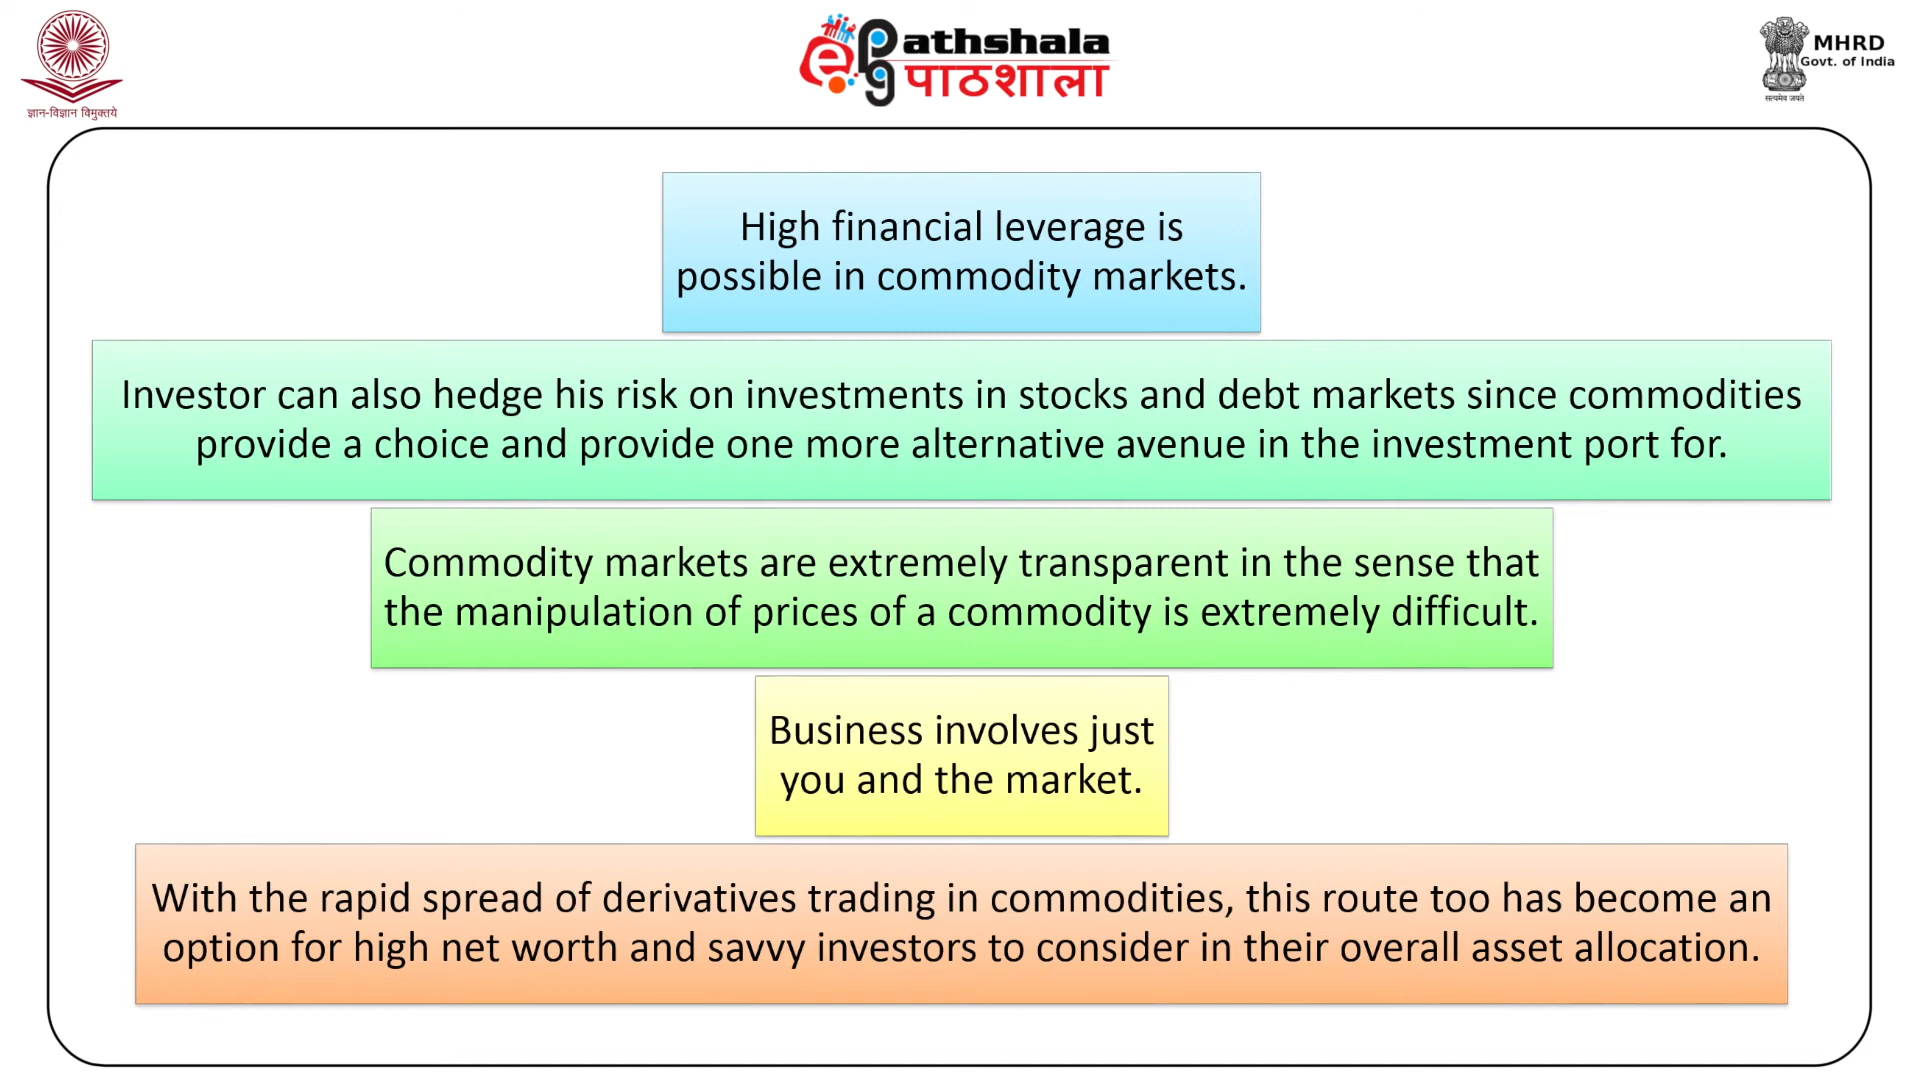 ज्ञान-विज्ञान विमुक्तये
e PG athshala
पाठशाला
MHRD
Govt. of India
सत्यमेव जयते
High financial leverage is
possible in commodity markets.
Investor can also hedge his risk on investments in stocks and debt markets since commodities
provide a choice and provide one more alternative avenue in the investment port for.
Commodity markets are extremely transparent in the sense that
the manipulation of prices of a commodity is extremely difficult.
Business involves just
you and the market.
With the rapid spread of derivatives trading in commodities, this route too has become an
option for high net worth and savvy investors to consider in their overall asset allocation.